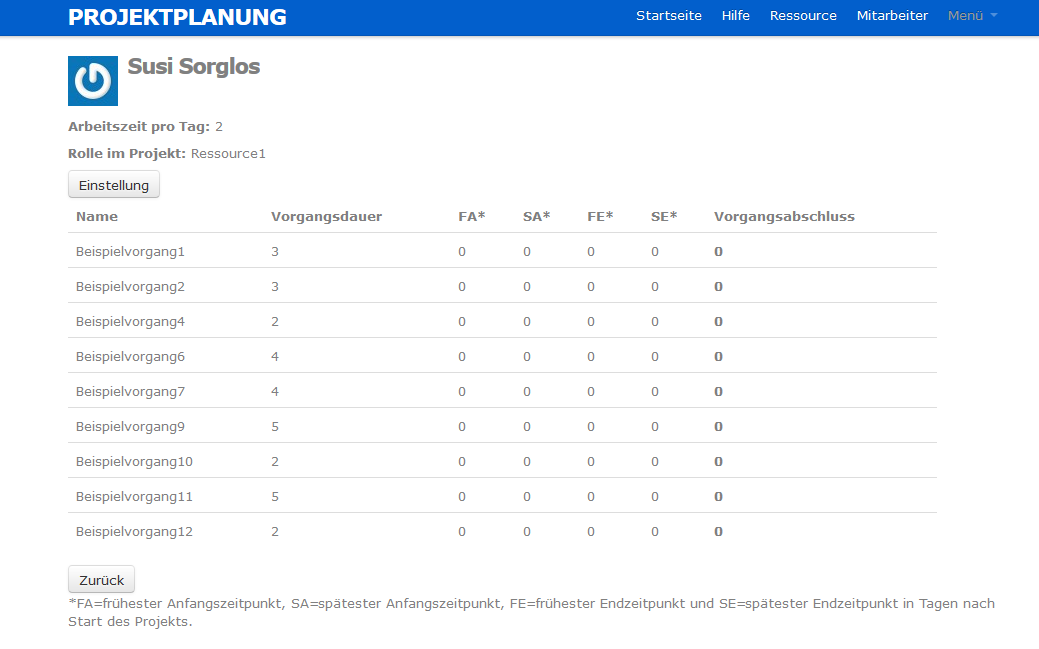 PROJEKTPLANUNG Startseite Hilfe Ressource Mitarbeiter Menü
Susi Sorglos
Arbeitszeit pro Tag: 2
Rolle im Projekt: Ressource1
Einstellung
Name Vorgangsdauer FA* SA* FE* SE* Vorgangsabschluss
Beispielvorgang1 3 0 0 0 0 0
Beispielvorgang2 3 0 0 0 0 0
Beispielvorgang4 2 0 0 0 0 0
Beispielvorgang6 4 0 0 0 0 0
Beispielvorgang7 4 0 0 0 0 0
Beispielvorgang9 5 0 0 0 0 0
Beispielvorgang10 2 0 0 0 0 0
Beispielvorgang11 5 0 0 0 0 0
Beispielvorgang12 2 0 0 0 0 0
Zurück
*FA=frühester Anfangszeitpunkt, SA=spätester Anfangszeitpunkt, FE=frühester Endzeitpunkt und SE=spätester Endzeitpunkt in Tagen nach
Start des Projekts.